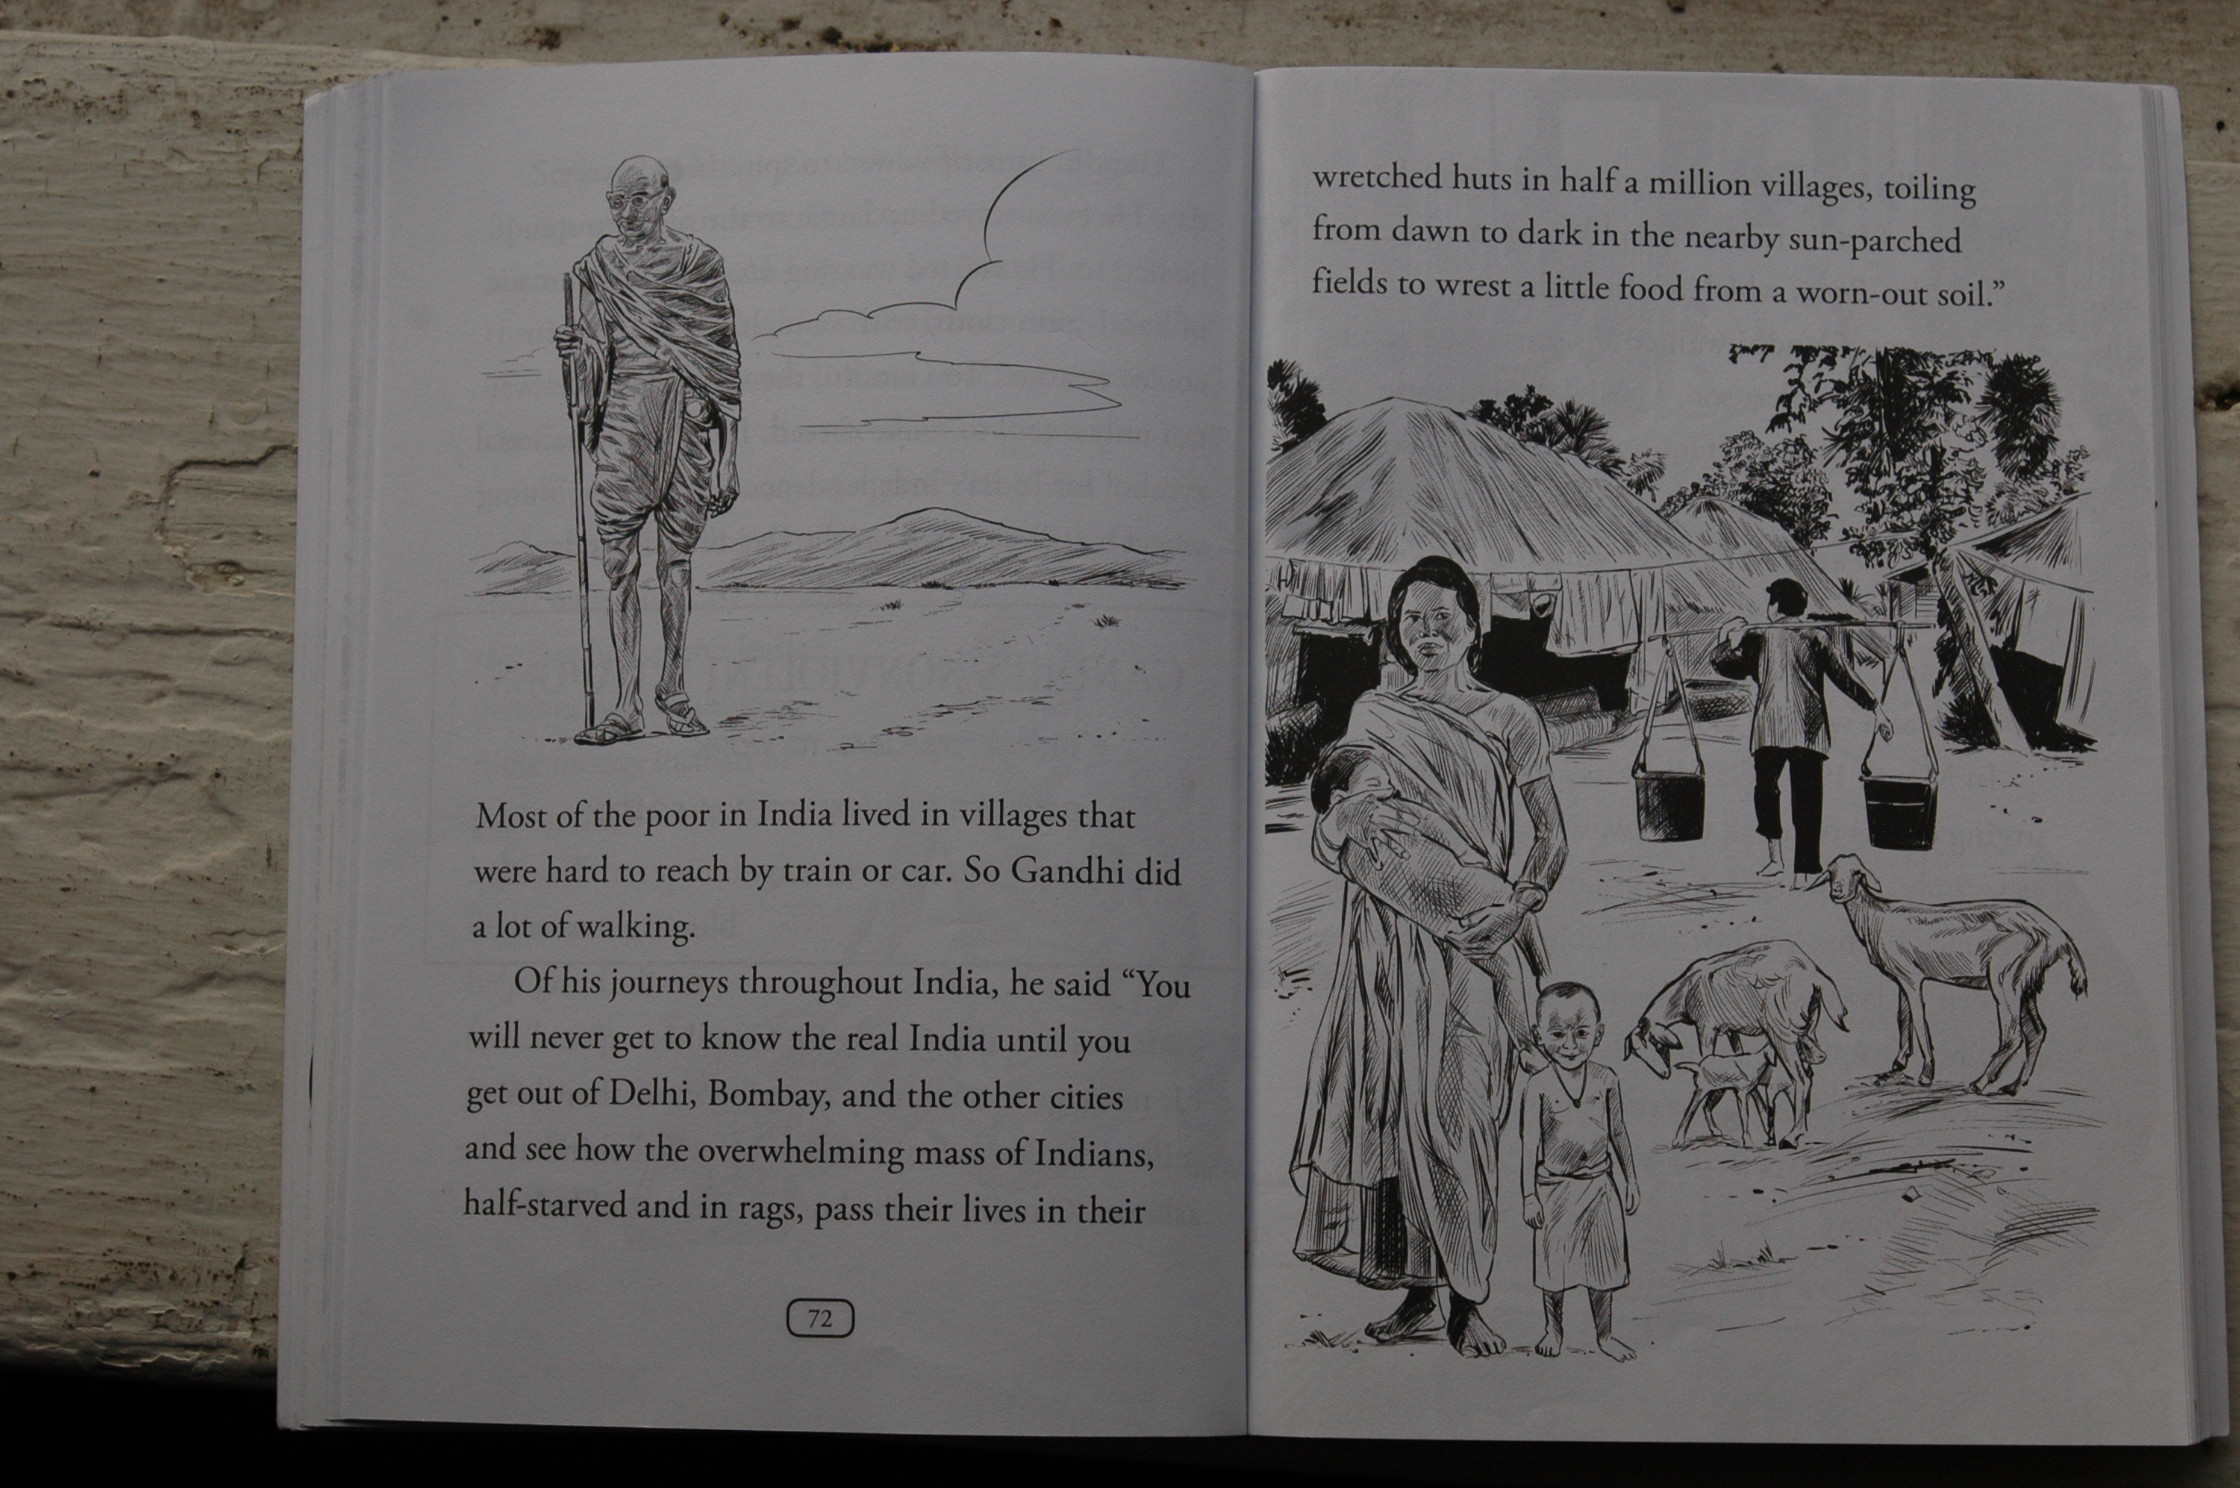 Most of the poor in India lived in villages that
were hard to reach by train or car. So Gandhi did
a lot of walking.
Of his journeys throughout India, he said “You
will never get to know the real India until you
get out of Delhi, Bombay, and the other cities
and see how the overwhelming mass of Indians,
half-starved and in rags, pass their lives in their
72
wretched huts in half a million villages, toiling
from dawn to dark in the nearby sun-parched
fields to wrest a little food from a worn-out soil.”